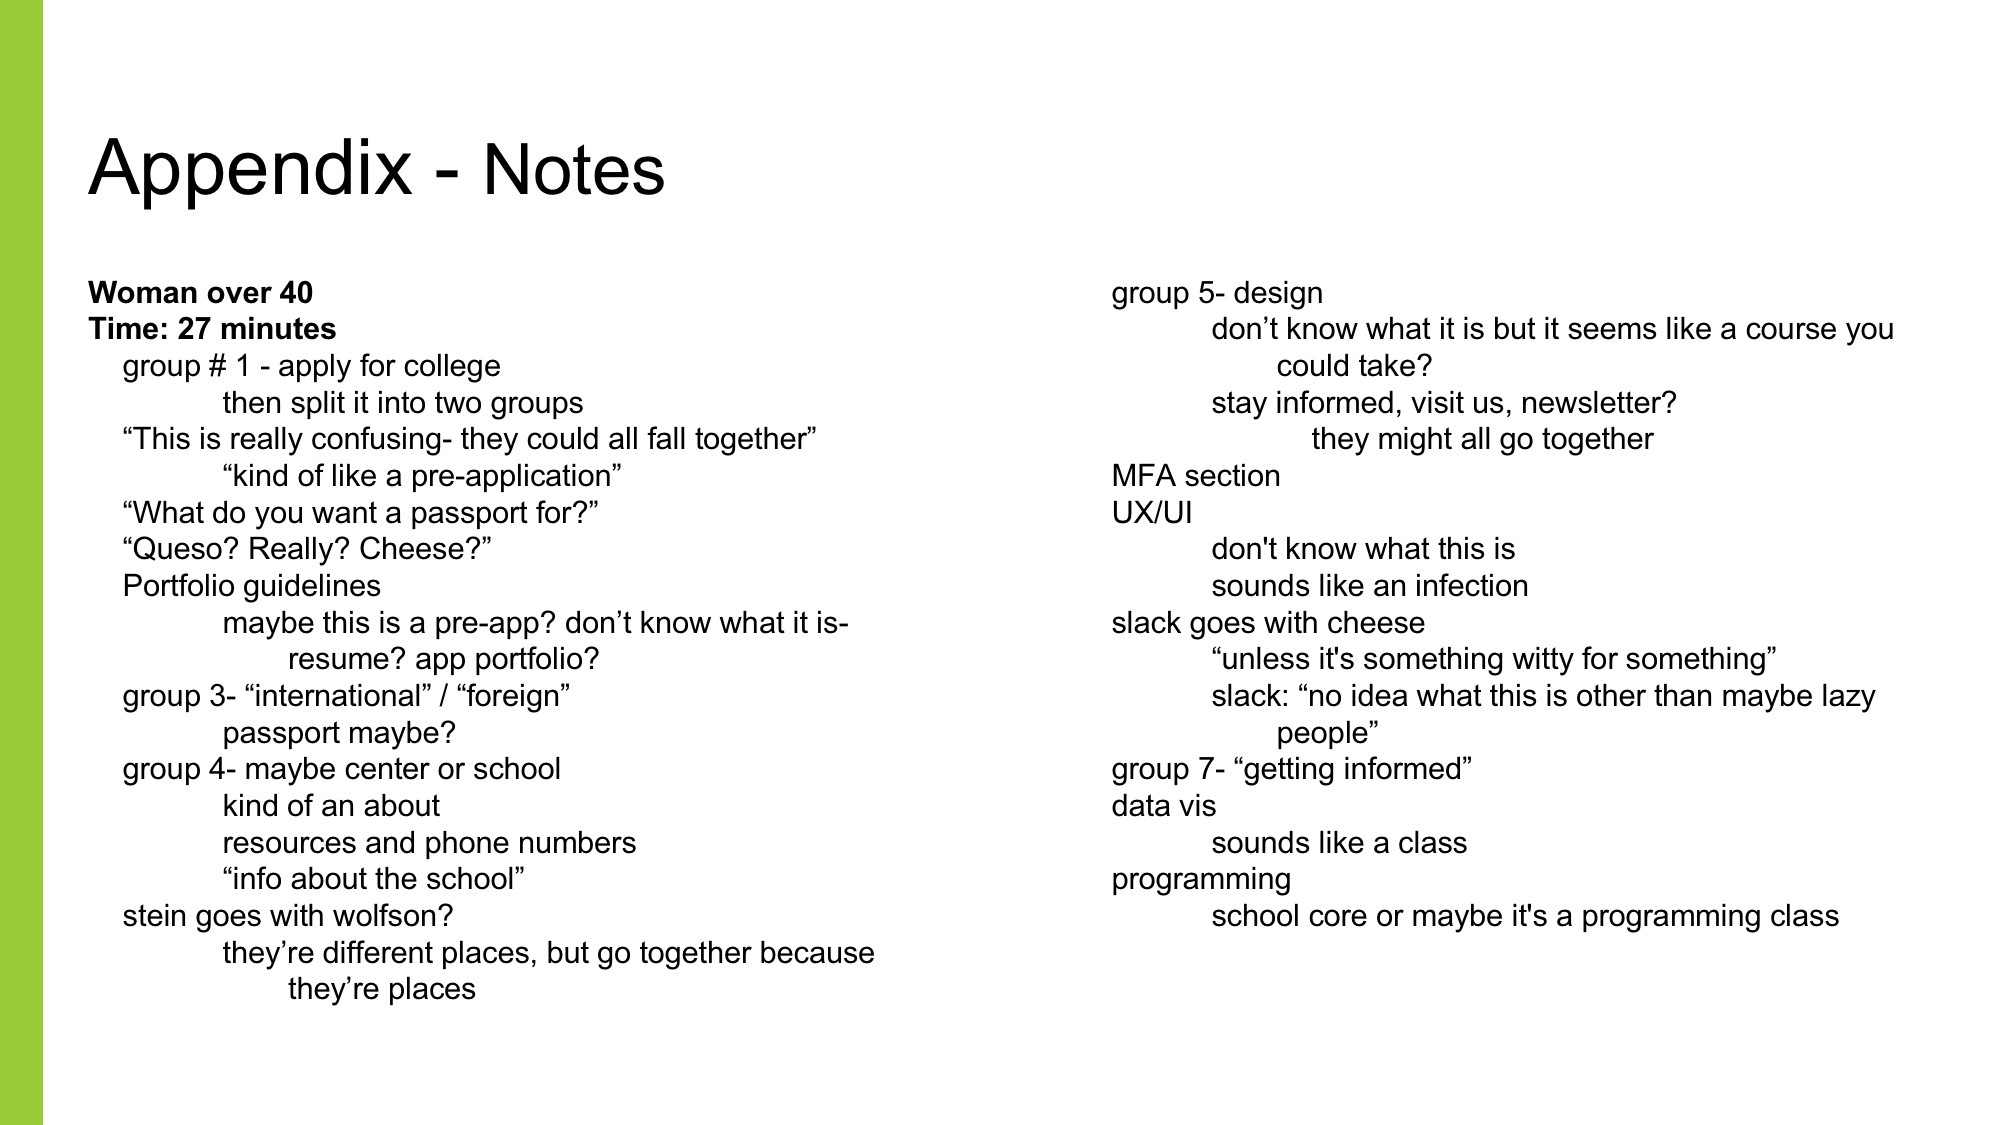 Appendix - Notes
Woman over 40
Time: 27 minutes
group # 1 - apply for college
then split it into two groups
“This is really confusing- they could all fall together”
“kind of like a pre-application”
“What do you want a passport for?”
“Queso? Really? Cheese?”
Portfolio guidelines
maybe this is a pre-app? don’t know what it is-
resume? app portfolio?
group 3- “international” / “foreign”
passport maybe?
group 4- maybe center or school
kind of an about
resources and phone numbers
“info about the school”
stein goes with wolfson?
they’re different places, but go together because
they’re places
group 5- design
don’t know what it is but it seems like a course you
could take?
stay informed, visit us, newsletter?
they might all go together
MFA section
UX/UI
don't know what this is
sounds like an infection
slack goes with cheese
“unless it's something witty for something”
slack: “no idea what this is other than maybe lazy
people”
group 7- “getting informed”
data vis
sounds like a class
programming
school core or maybe it's a programming class